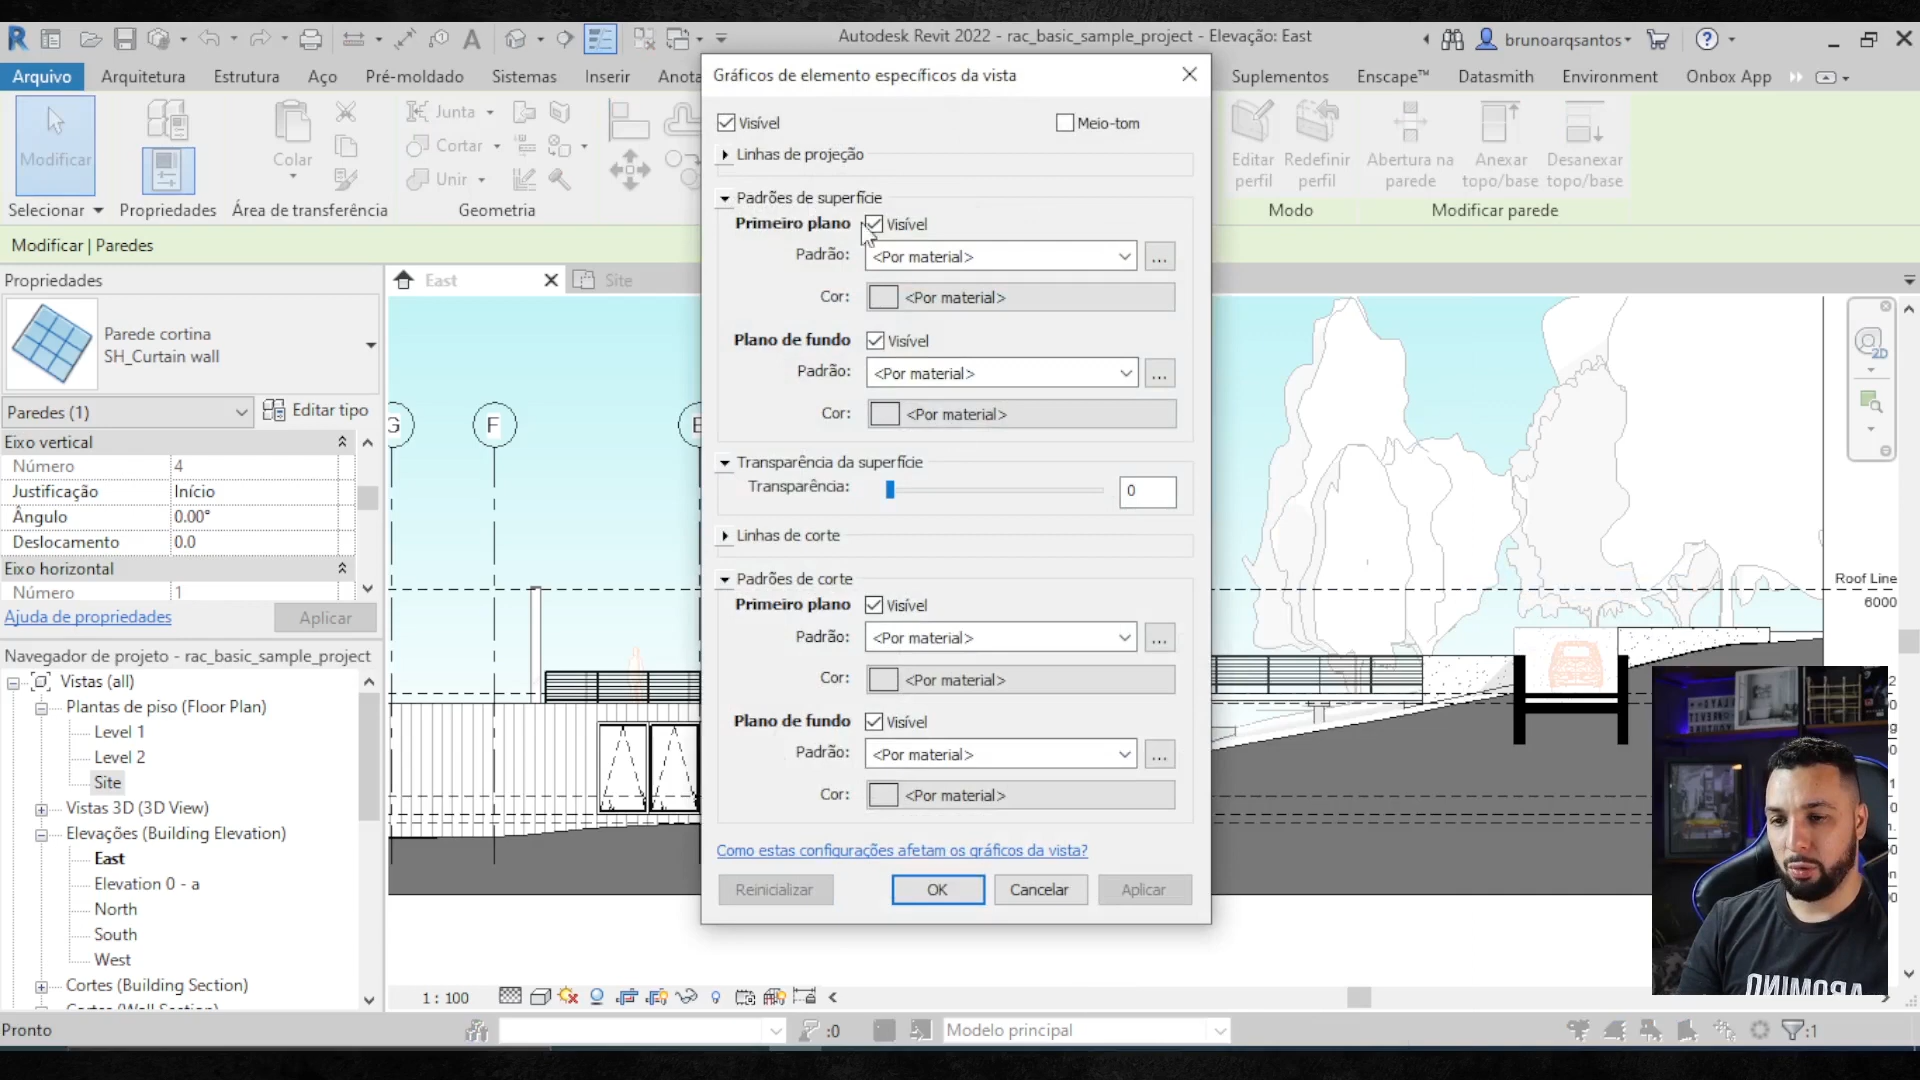 Autodesk Revit 2022 - rac_basic_sample_project - Elevação: East
brunoarqsantos
Arquivo
Arquitetura
Estrutura
Aço
Pré-moldado
Sistemas
Inserir
Anota
Suplementos
Enscape™
Datasmith
Environment
Onbox App
Modificar
Selecionar
Propriedades
Colar
Área de transferência
Junta
Cortar
Unir
Geometria
Editar perfil
Redefinir perfil
Modo
Abertura na parede
Anexar topo/base
Desanexar topo/base
Modificar parede
Modificar | Paredes
Propriedades
Parede cortina
SH_Curtain wall
Paredes (1)
Editar tipo
Eixo vertical
Número 4
Justificação Início
Ângulo 0.00°
Deslocamento 0.0
Eixo horizontal
Número 1
Ajuda de propriedades
Aplicar
Navegador de projeto - rac_basic_sample_project
Vistas (all)
Plantas de piso (Floor Plan)
Level 1
Level 2
Site
Vistas 3D (3D View)
Elevações (Building Elevation)
East
Elevation 0 - a
North
South
West
Cortes (Building Section)
East
Site
G
F
E
Gráficos de elemento específicos da vista
Visível
Meio-tom
Linhas de projeção
Padrões de superfície
Primeiro plano Visível
Padrão: <Por material> ...
Cor: <Por material>
Plano de fundo Visível
Padrão: <Por material> ...
Cor: <Por material>
Transparência da superfície
Transparência: 0
Linhas de corte
Padrões de corte
Primeiro plano Visível
Padrão: <Por material> ...
Cor: <Por material>
Plano de fundo Visível
Padrão: <Por material> ...
Cor: <Por material>
Como estas configurações afetam os gráficos da vista?
Reinicializar
OK
Cancelar
Aplicar
2D
Roof Line
6000
1 : 100
Pronto
:0
Modelo principal
:1